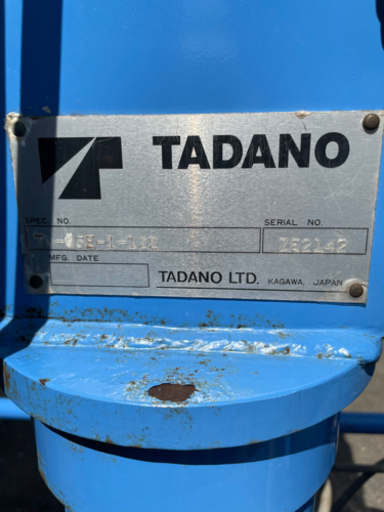 TADANO
SPEC. NO.
SERIAL NO.
MFG. DATE
TADANO LTD. KAGAWA, JAPAN